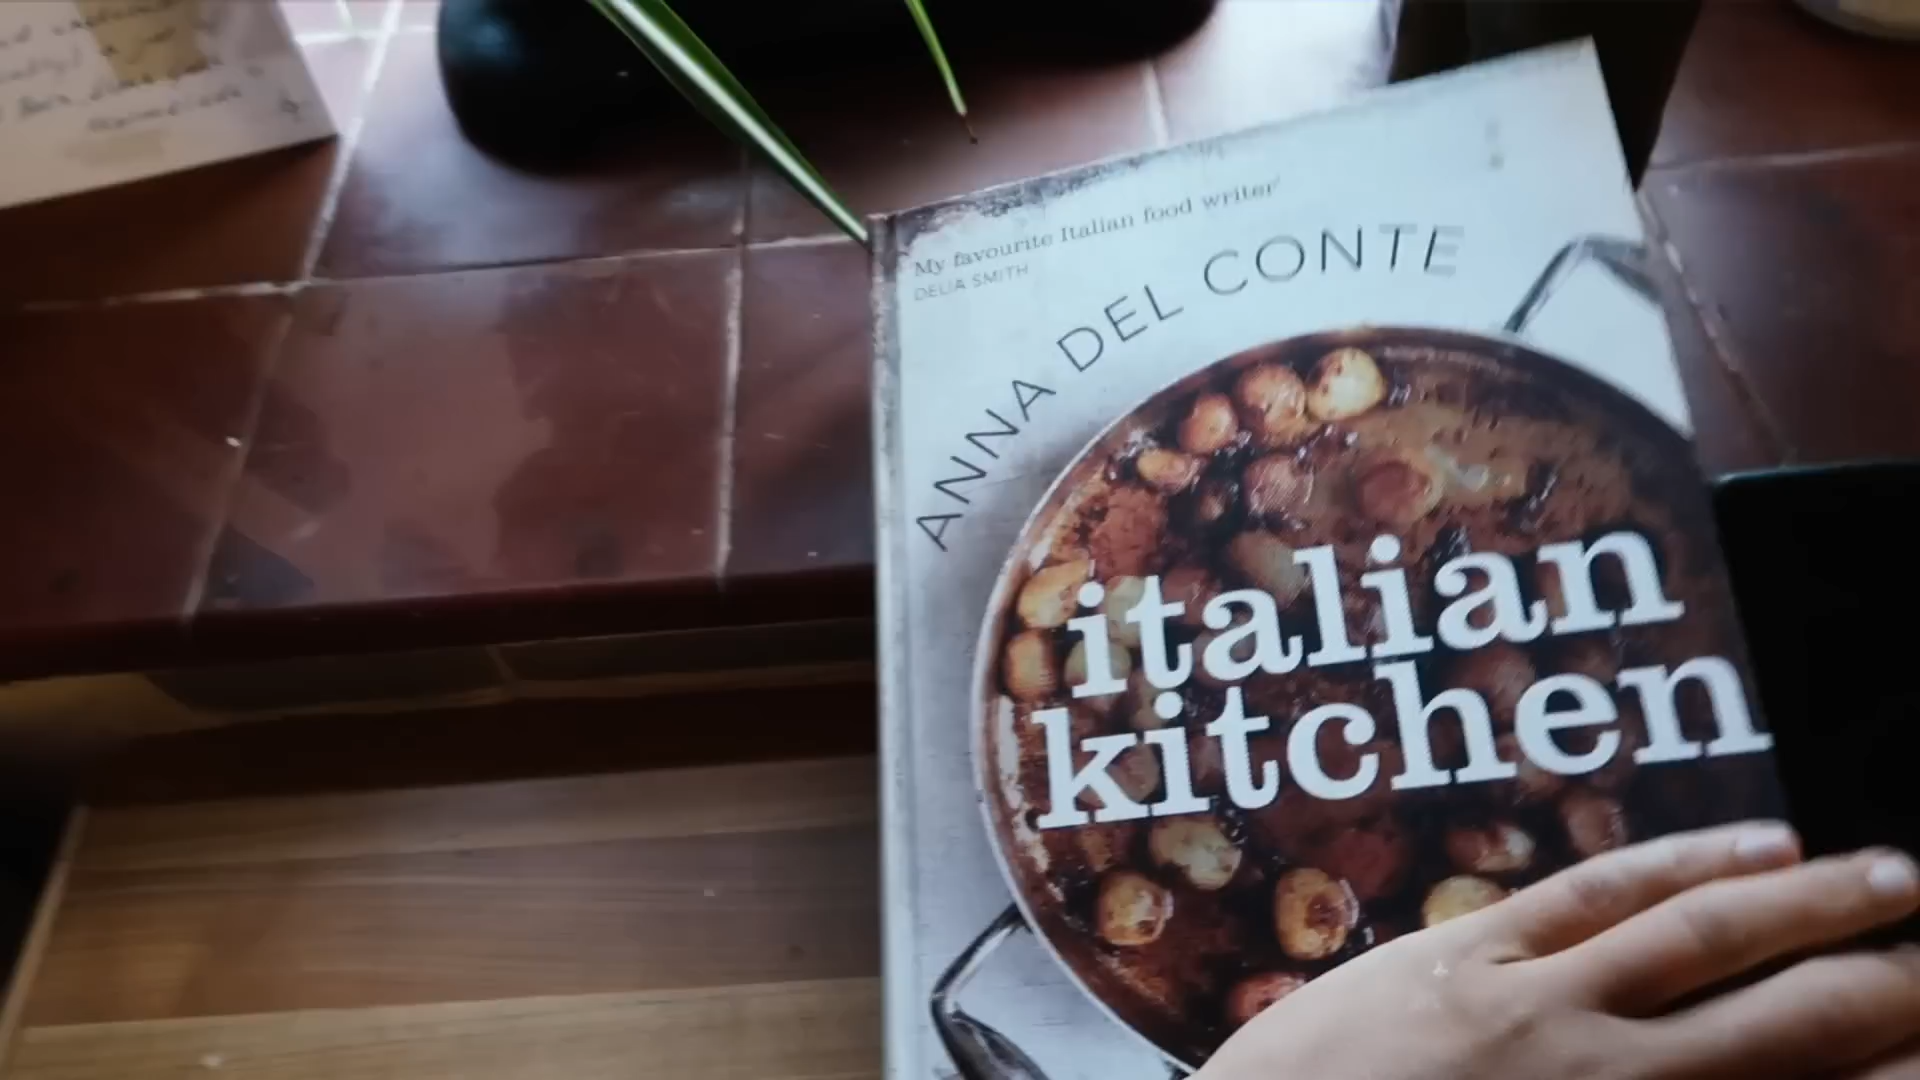 My favourite Italian food writer'
DELIA SMITH
ANNA DEL CONTE
italian
kitchen